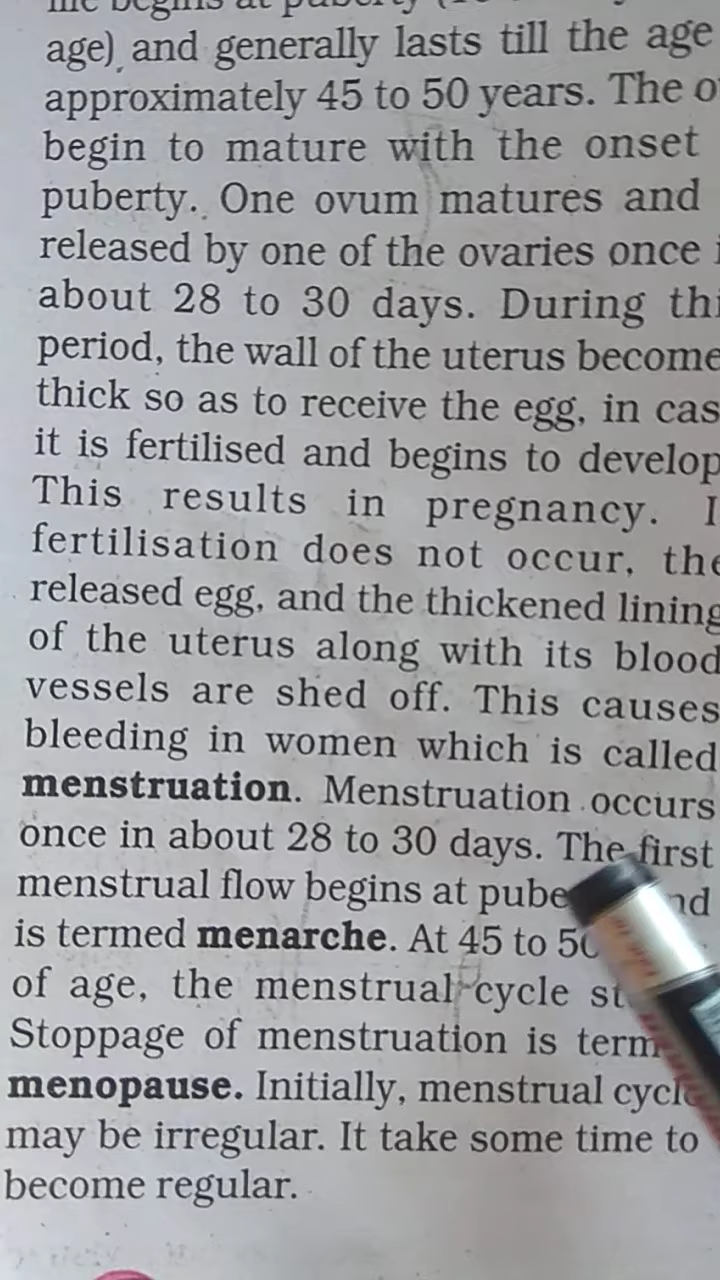 age) and generally lasts till the age
approximately 45 to 50 years. The
begin to mature with the onset
puberty. One ovum matures and
released by one of the ovaries once
about 28 to 30 days. During
period, the wall of the uterus become
thick so as to receive the egg, in
it is fertilised and begins to develop
This results in pregnancy.
fertilisation does not occur, the
released egg, and the thickened lining
of the uterus along with its blood
vessels are shed off. This causes
bleeding in women which is called
menstruation. Menstruation occurs
once in about 28 to 30 days. The first
menstrual flow begins at
is termed menarche. At 45 to
of age, the menstrual cycle
Stoppage of menstruation is
menopause. Initially, menstrual
may be irregular. It take some time to
become regular.